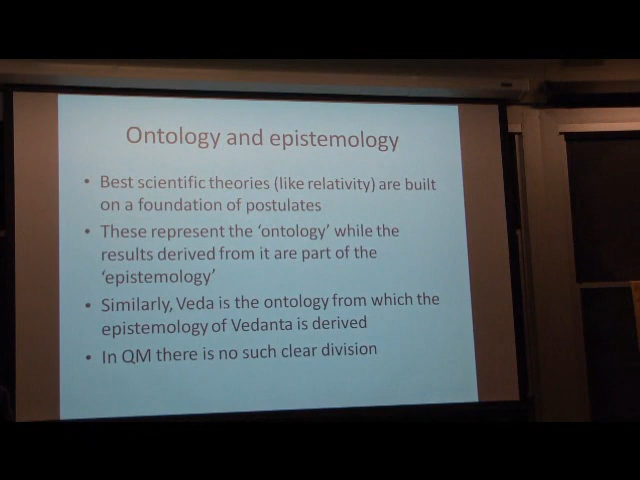 Ontology and epistemology
• Best scientific theories (like relativity) are built
on a foundation of postulates
• These represent the ‘ontology’ while the
results derived from it are part of the
‘epistemology’
• Similarly, Veda is the ontology from which the
epistemology of Vedanta is derived
• In QM there is no such clear division